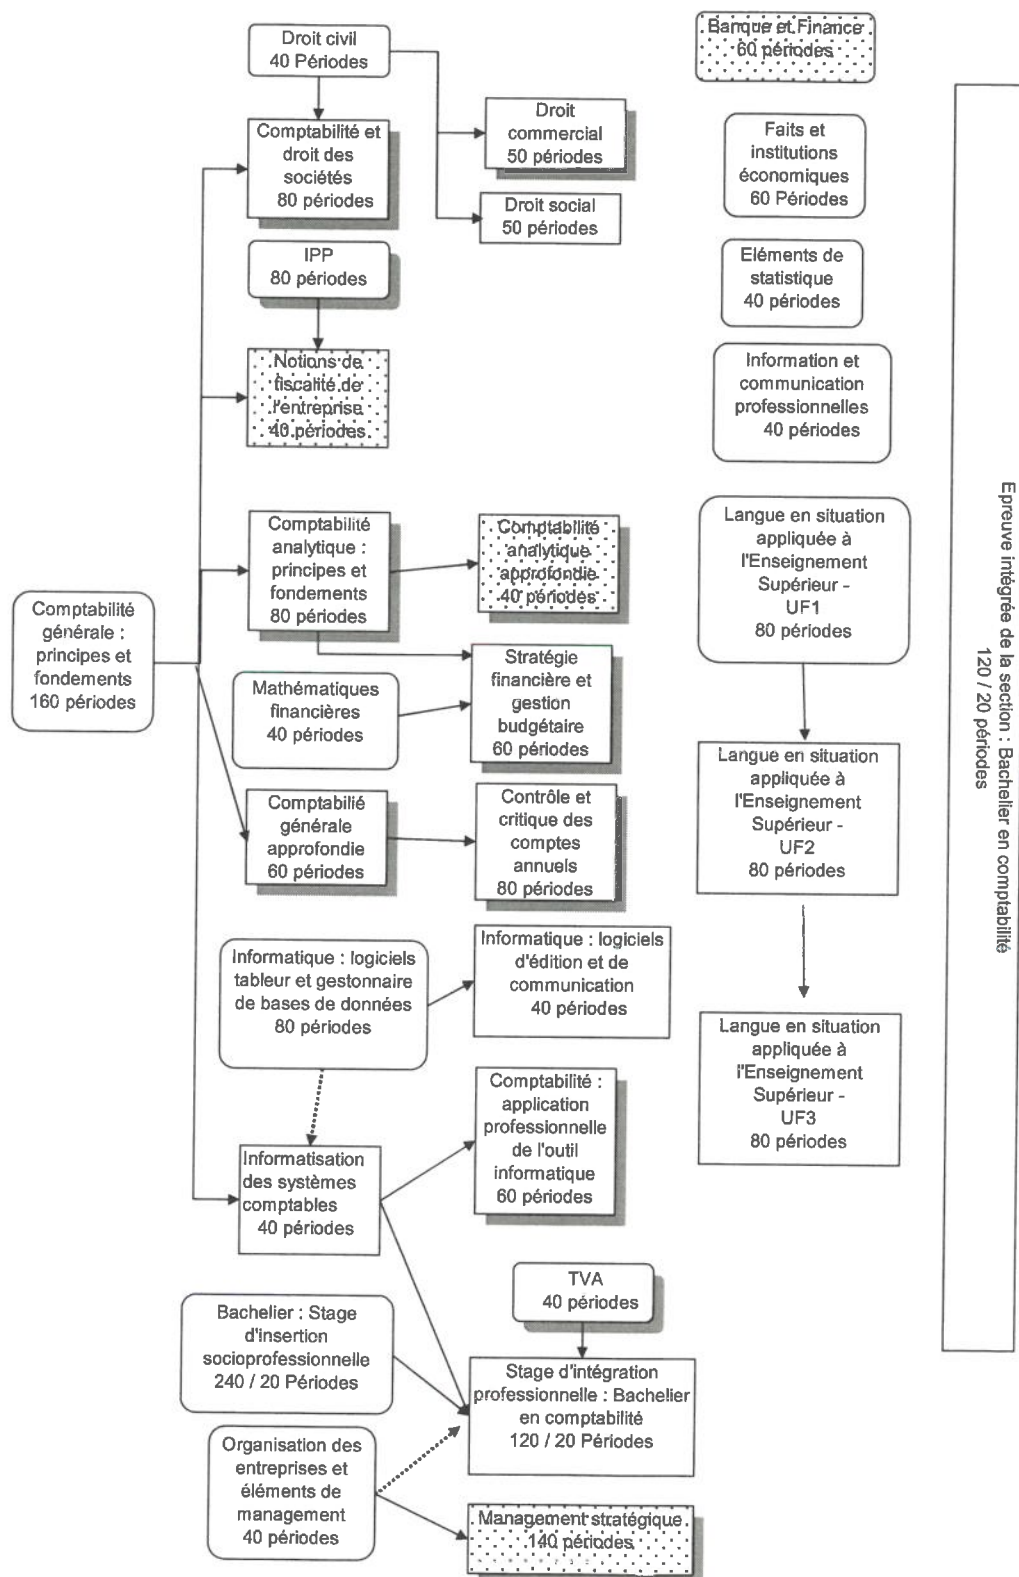 Droit civil
40 Périodes
Banque et Finance
60 périodes
Comptabilité et
droit des
sociétés
80 périodes
Droit
commercial
50 périodes
Droit social
50 périodes
Faits et
institutions
économiques
60 Périodes
IPP
80 périodes
Eléments de
statistique
40 périodes
Notions de
fiscalité de
l'entreprise
40 périodes
Information et
communication
professionnelles
40 périodes
Comptabilité
générale :
principes et
fondements
160 périodes
Comptabilité
analytique :
principes et
fondements
80 périodes
Comptabilité
analytique
approfondie
40 périodes
Langue en situation
appliquée à
l'Enseignement
Supérieur -
UF1
80 périodes
Mathématiques
financières
40 périodes
Stratégie
financière et
gestion
budgétaire
60 périodes
Comptabilié
générale
approfondie
60 périodes
Contrôle et
critique des
comptes
annuels
80 périodes
Langue en situation
appliquée à
l'Enseignement
Supérieur -
UF2
80 périodes
Informatique : logiciels
tableur et gestonnaire
de bases de données
80 périodes
Informatique : logiciels
d'édition et de
communication
40 périodes
Langue en situation
appliquée à
l'Enseignement
Supérieur -
UF3
80 périodes
Informatisation
des systèmes
comptables
40 périodes
Comptabilité :
application
professionnelle
de l'outil
informatique
60 périodes
TVA
40 périodes
Bachelier : Stage
d'insertion
socioprofessionnelle
240 / 20 Périodes
Stage d'intégration
professionnelle : Bachelier
en comptabilité
120 / 20 Périodes
Organisation des
entreprises et
éléments de
management
40 périodes
Management stratégique
140 périodes
Epreuve intégrée de la section : Bachelier en comptabilité
120 / 20 périodes